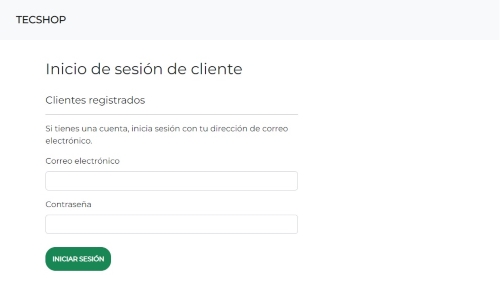 TECSHOP
Inicio de sesión de cliente
Clientes registrados
Si tienes una cuenta, inicia sesión con tu dirección de correo
electrónico.
Correo electrónico
Contraseña
INICIAR SESIÓN